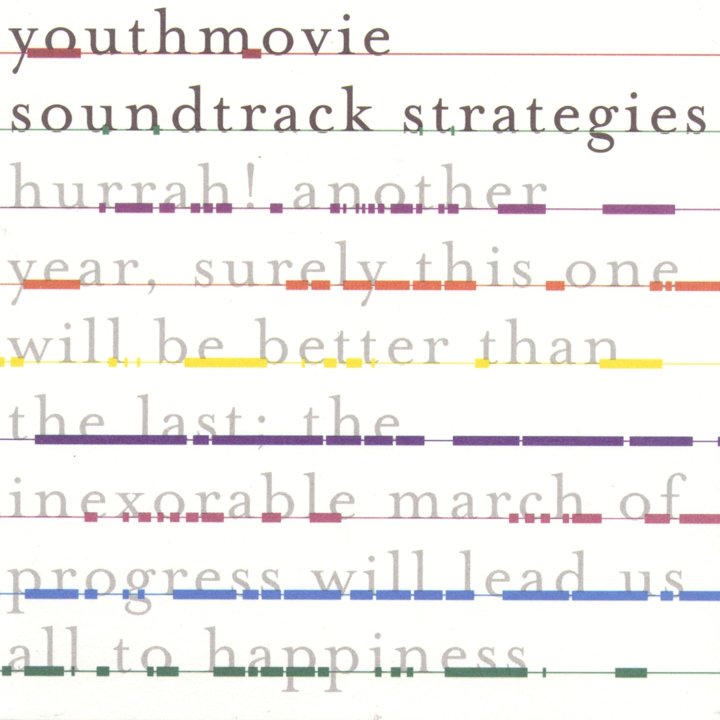 youthmovie
soundtrack strategies
hurrah! another
year, surely this one
will be better than
the last; the
inexorable march of
progress will lead us
all to happiness